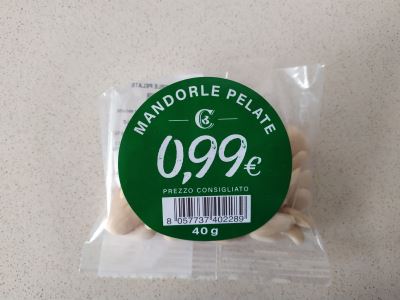 MANDORLE PELATE
C
0,99€
PREZZO CONSIGLIATO
8 057737 402289
40 g